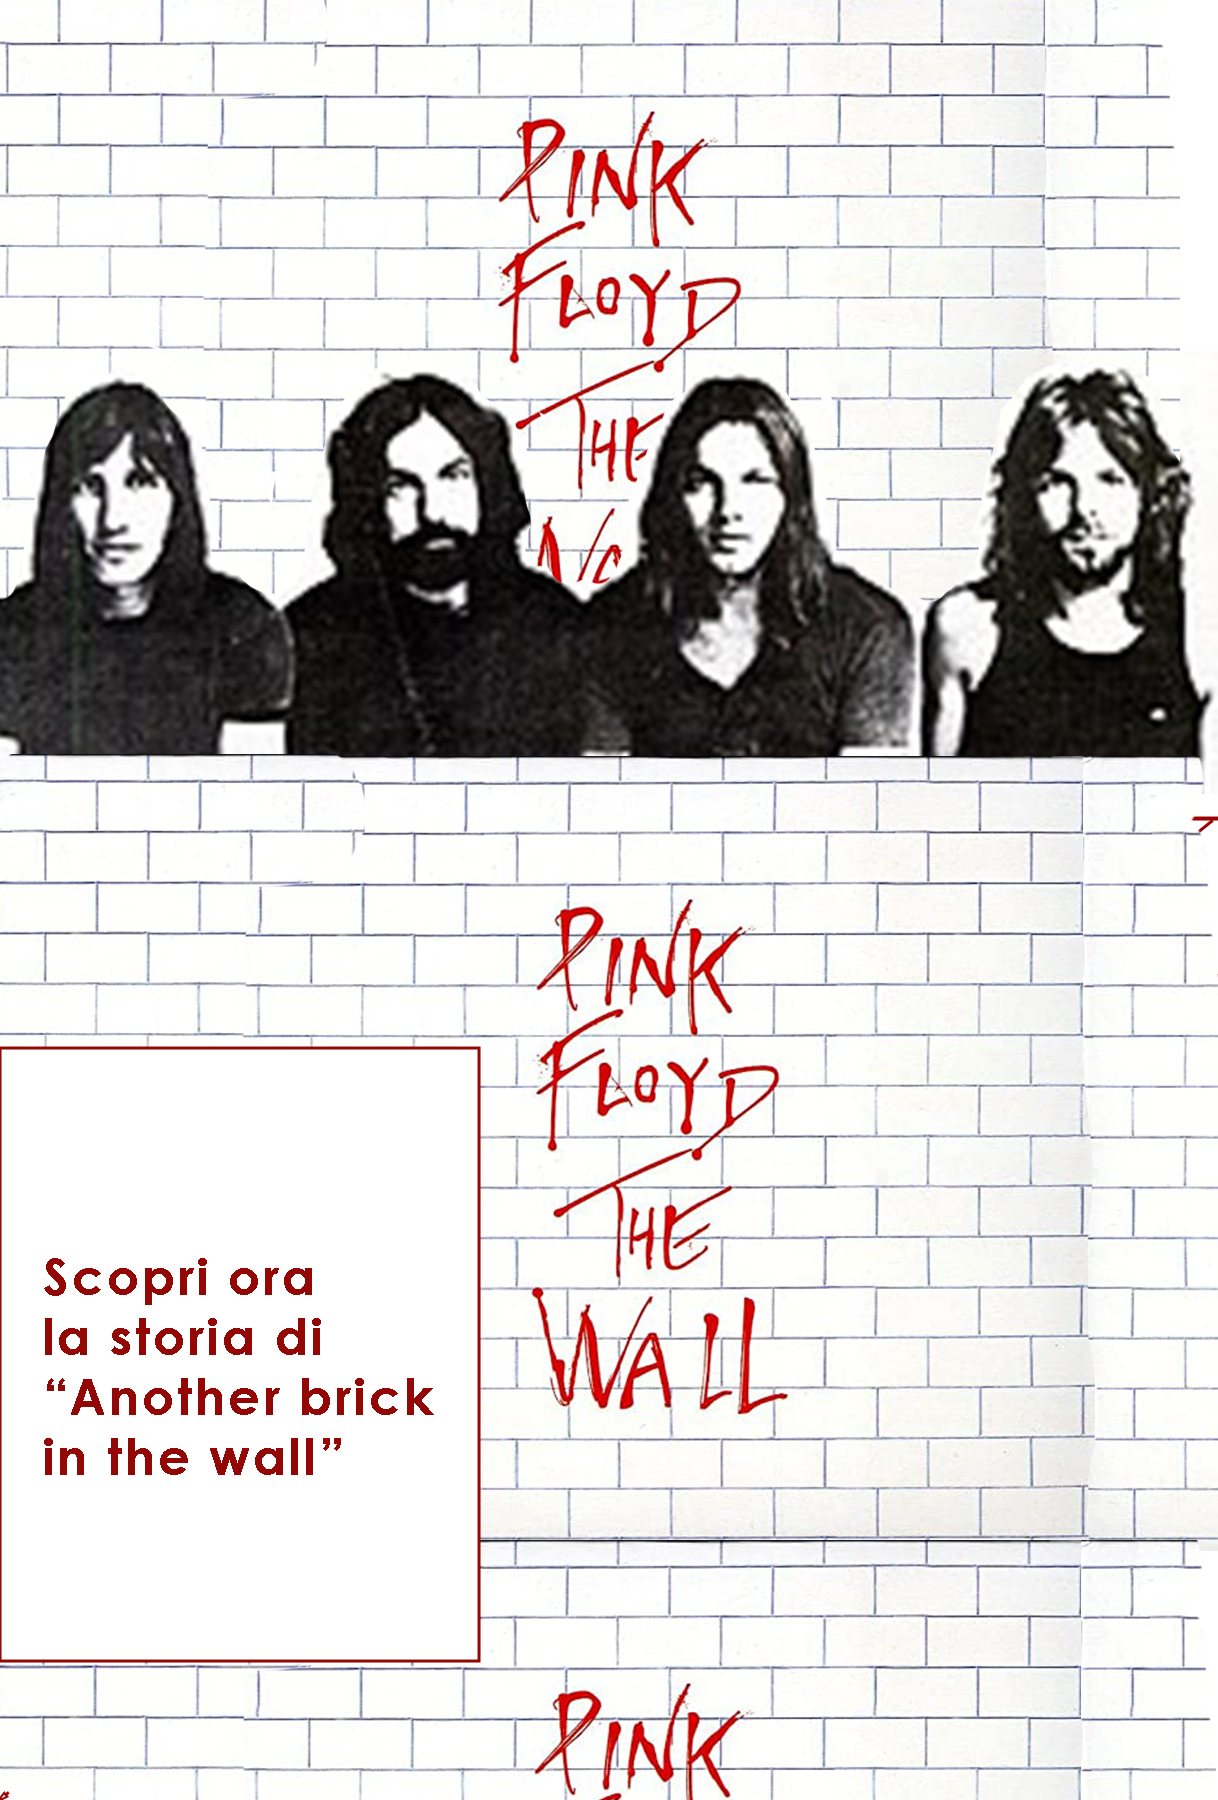 PINK
FLOYD
THE
PINK
FLOYD
THE
WALL
Scopri ora
la storia di
“Another brick
in the wall”
PINK